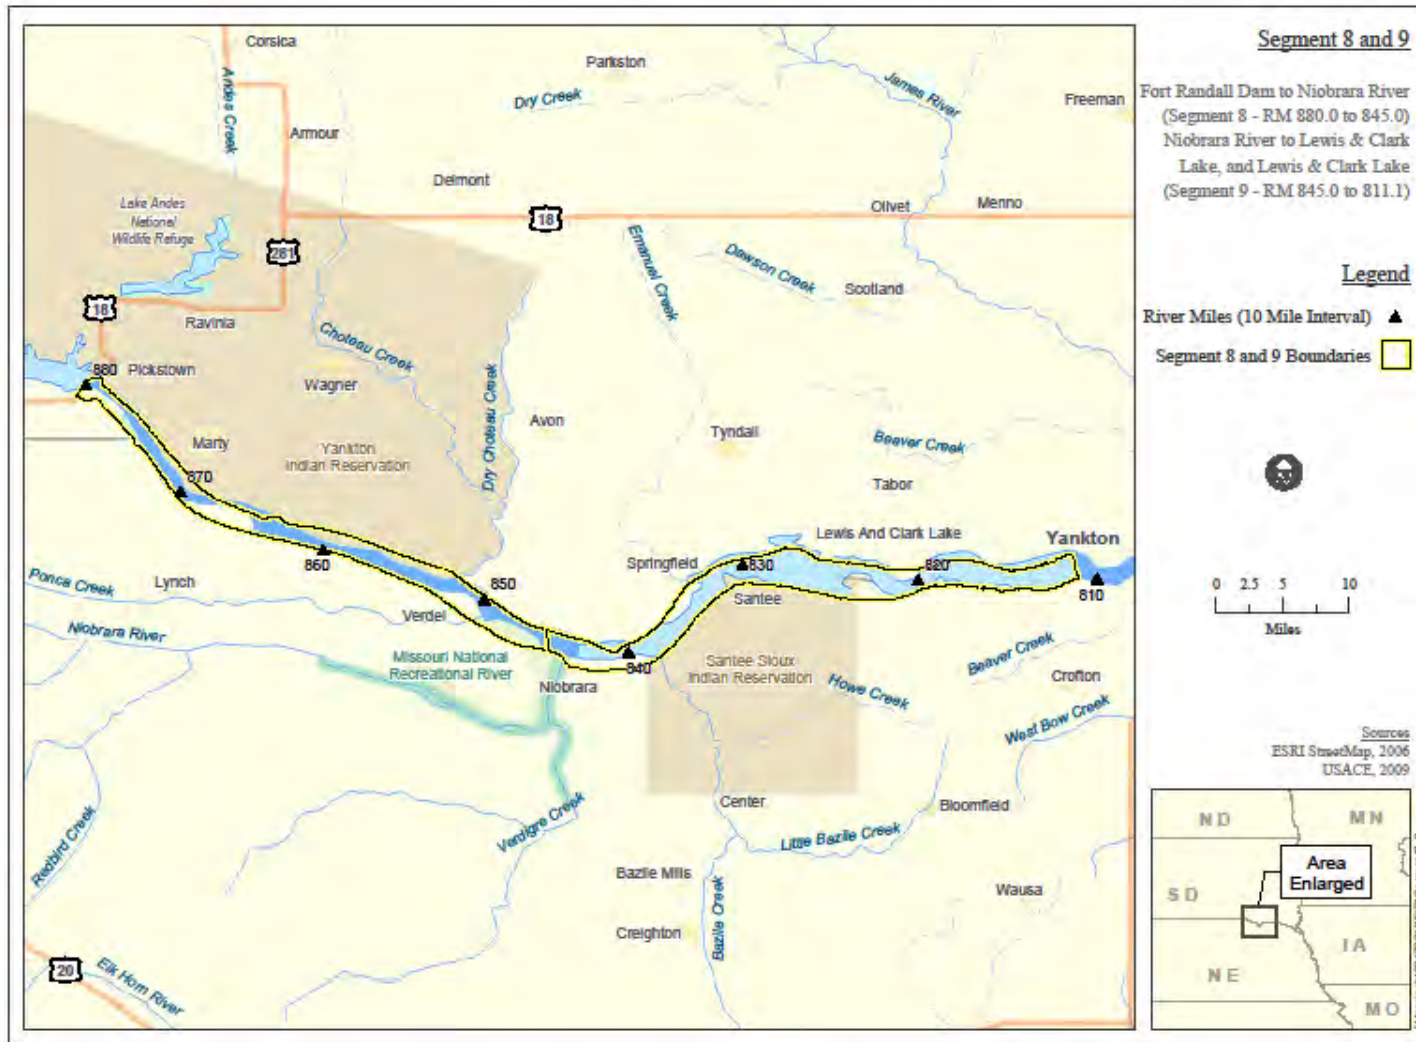 Segment 8 and 9
Fort Randall Dam to Niobrara River
(Segment 8 - RM 880.0 to 845.0)
Niobrara River to Lewis & Clark
Lake, and Lewis & Clark Lake
(Segment 9 - RM 845.0 to 811.1)
Legend
River Miles (10 Mile Interval)
Segment 8 and 9 Boundaries
0 2.5 5 10
Miles
Sources
ESRI StreetMap, 2006
USACE, 2009
ND
MN
Area
Enlarged
SD
IA
NE
MO
Corsica
Parkston
Andes Creek
Dry Creek
James River
Freeman
Armour
Delmont
Lake Andes
National
Wildlife Refuge
18
Olivet
Menno
281
Emanuel Creek
Dawson Creek
Scotland
18
Ravinia
Choteau Creek
880
Pickstown
Wagner
Dry Choteau Creek
Avon
Tyndall
Marty
Yankton
Indian Reservation
Beaver Creek
870
Tabor
Lewis And Clark Lake
Yankton
860
Springfield
830
820
810
Ponca Creek
Lynch
850
Santee
Verdel
Niobrara River
Missouri National
Recreational River
840
Santee Sioux
Indian Reservation
Beaver Creek
Crofton
Niobrara
Howe Creek
West Bow Creek
Center
Bloomfield
Verdigre Creek
Little Bazile Creek
Redbird Creek
Bazile Mills
Wausa
Bazile Creek
Creighton
20
Elk Horn River